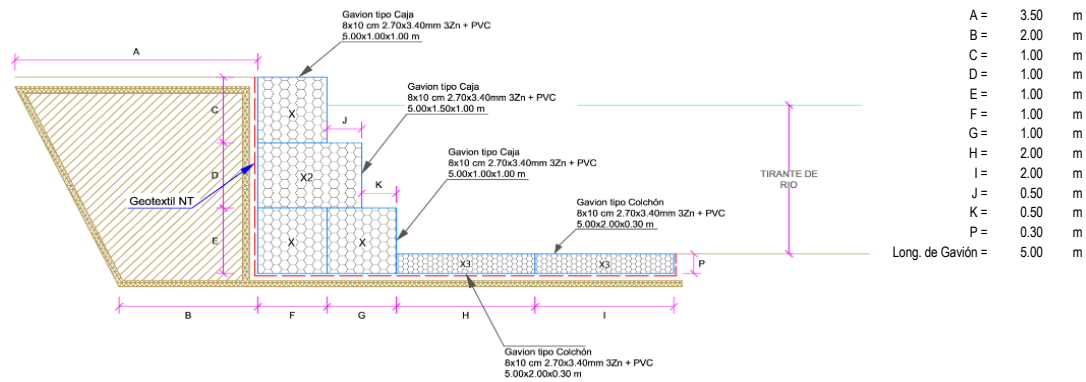 Gavion tipo Caja
8x10 cm 2.70x3.40mm 3Zn + PVC
5.00x1.00x1.00 m
A
Gavion tipo Caja
8x10 cm 2.70x3.40mm 3Zn + PVC
5.00x1.50x1.00 m
C
X
J
Gavion tipo Caja
8x10 cm 2.70x3.40mm 3Zn + PVC
5.00x1.00x1.00 m
D
X2
K
TIRANTE DE
RIO
Geotextil NT
Gavion tipo Colchón
8x10 cm 2.70x3.40mm 3Zn + PVC
5.00x2.00x0.30 m
E
X
X
X3
X3
P
B
F
G
H
I
Gavion tipo Colchón
8x10 cm 2.70x3.40mm 3Zn + PVC
5.00x2.00x0.30 m
A = 3.50 m
B = 2.00 m
C = 1.00 m
D = 1.00 m
E = 1.00 m
F = 1.00 m
G = 1.00 m
H = 2.00 m
I = 2.00 m
J = 0.50 m
K = 0.50 m
P = 0.30 m
Long. de Gavión = 5.00 m